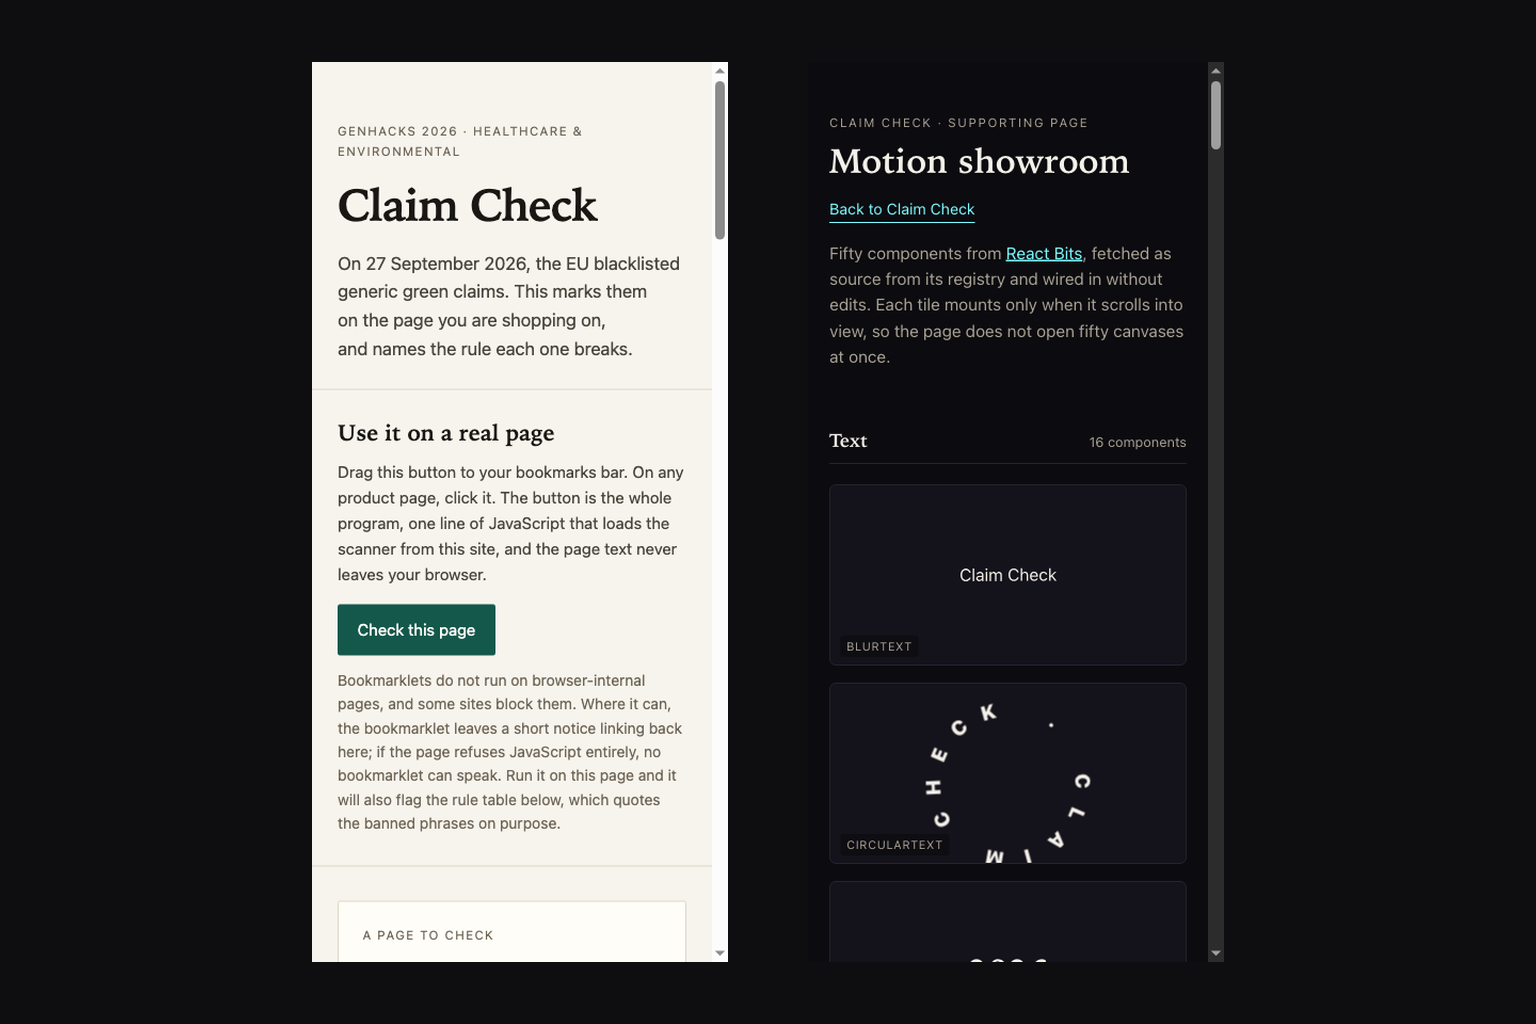 GENHACKS 2026 · HEALTHCARE &
ENVIRONMENTAL
Claim Check
On 27 September 2026, the EU blacklisted
generic green claims. This marks them
on the page you are shopping on,
and names the rule each one breaks.
Use it on a real page
Drag this button to your bookmarks bar. On any
product page, click it. The button is the whole
program, one line of JavaScript that loads the
scanner from this site, and the page text never
leaves your browser.
Check this page
Bookmarklets do not run on browser-internal
pages, and some sites block them. Where it can,
the bookmarklet leaves a short notice linking back
here; if the page refuses JavaScript entirely, no
bookmarklet can speak. Run it on this page and it
will also flag the rule table below, which quotes
the banned phrases on purpose.
A PAGE TO CHECK
CLAIM CHECK · SUPPORTING PAGE
Motion showroom
Back to Claim Check
Fifty components from React Bits, fetched as
source from its registry and wired in without
edits. Each tile mounts only when it scrolls into
view, so the page does not open fifty canvases
at once.
Text
16 components
Claim Check
BLURTEXT
· CLAIM CHECK
CIRCULARTEXT